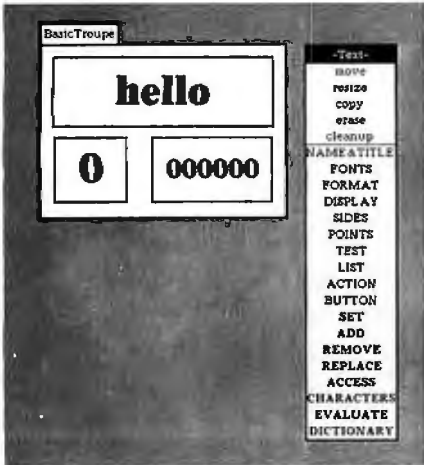 BasicTroupe
hello
0
000000
-Text-
move
resize
copy
erase
cleanup
NAME&TITLE
FONTS
FORMAT
DISPLAY
SIDES
POINTS
TEST
LIST
ACTION
BUTTON
SET
ADD
REMOVE
REPLACE
ACCESS
CHARACTERS
EVALUATE
DICTIONARY